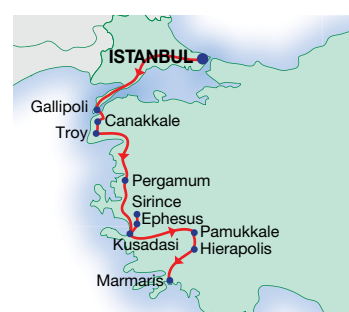 ISTANBUL
Gallipoli
Canakkale
Troy
Pergamum
Sirince
Ephesus
Kusadasi
Pamukkale
Hierapolis
Marmaris